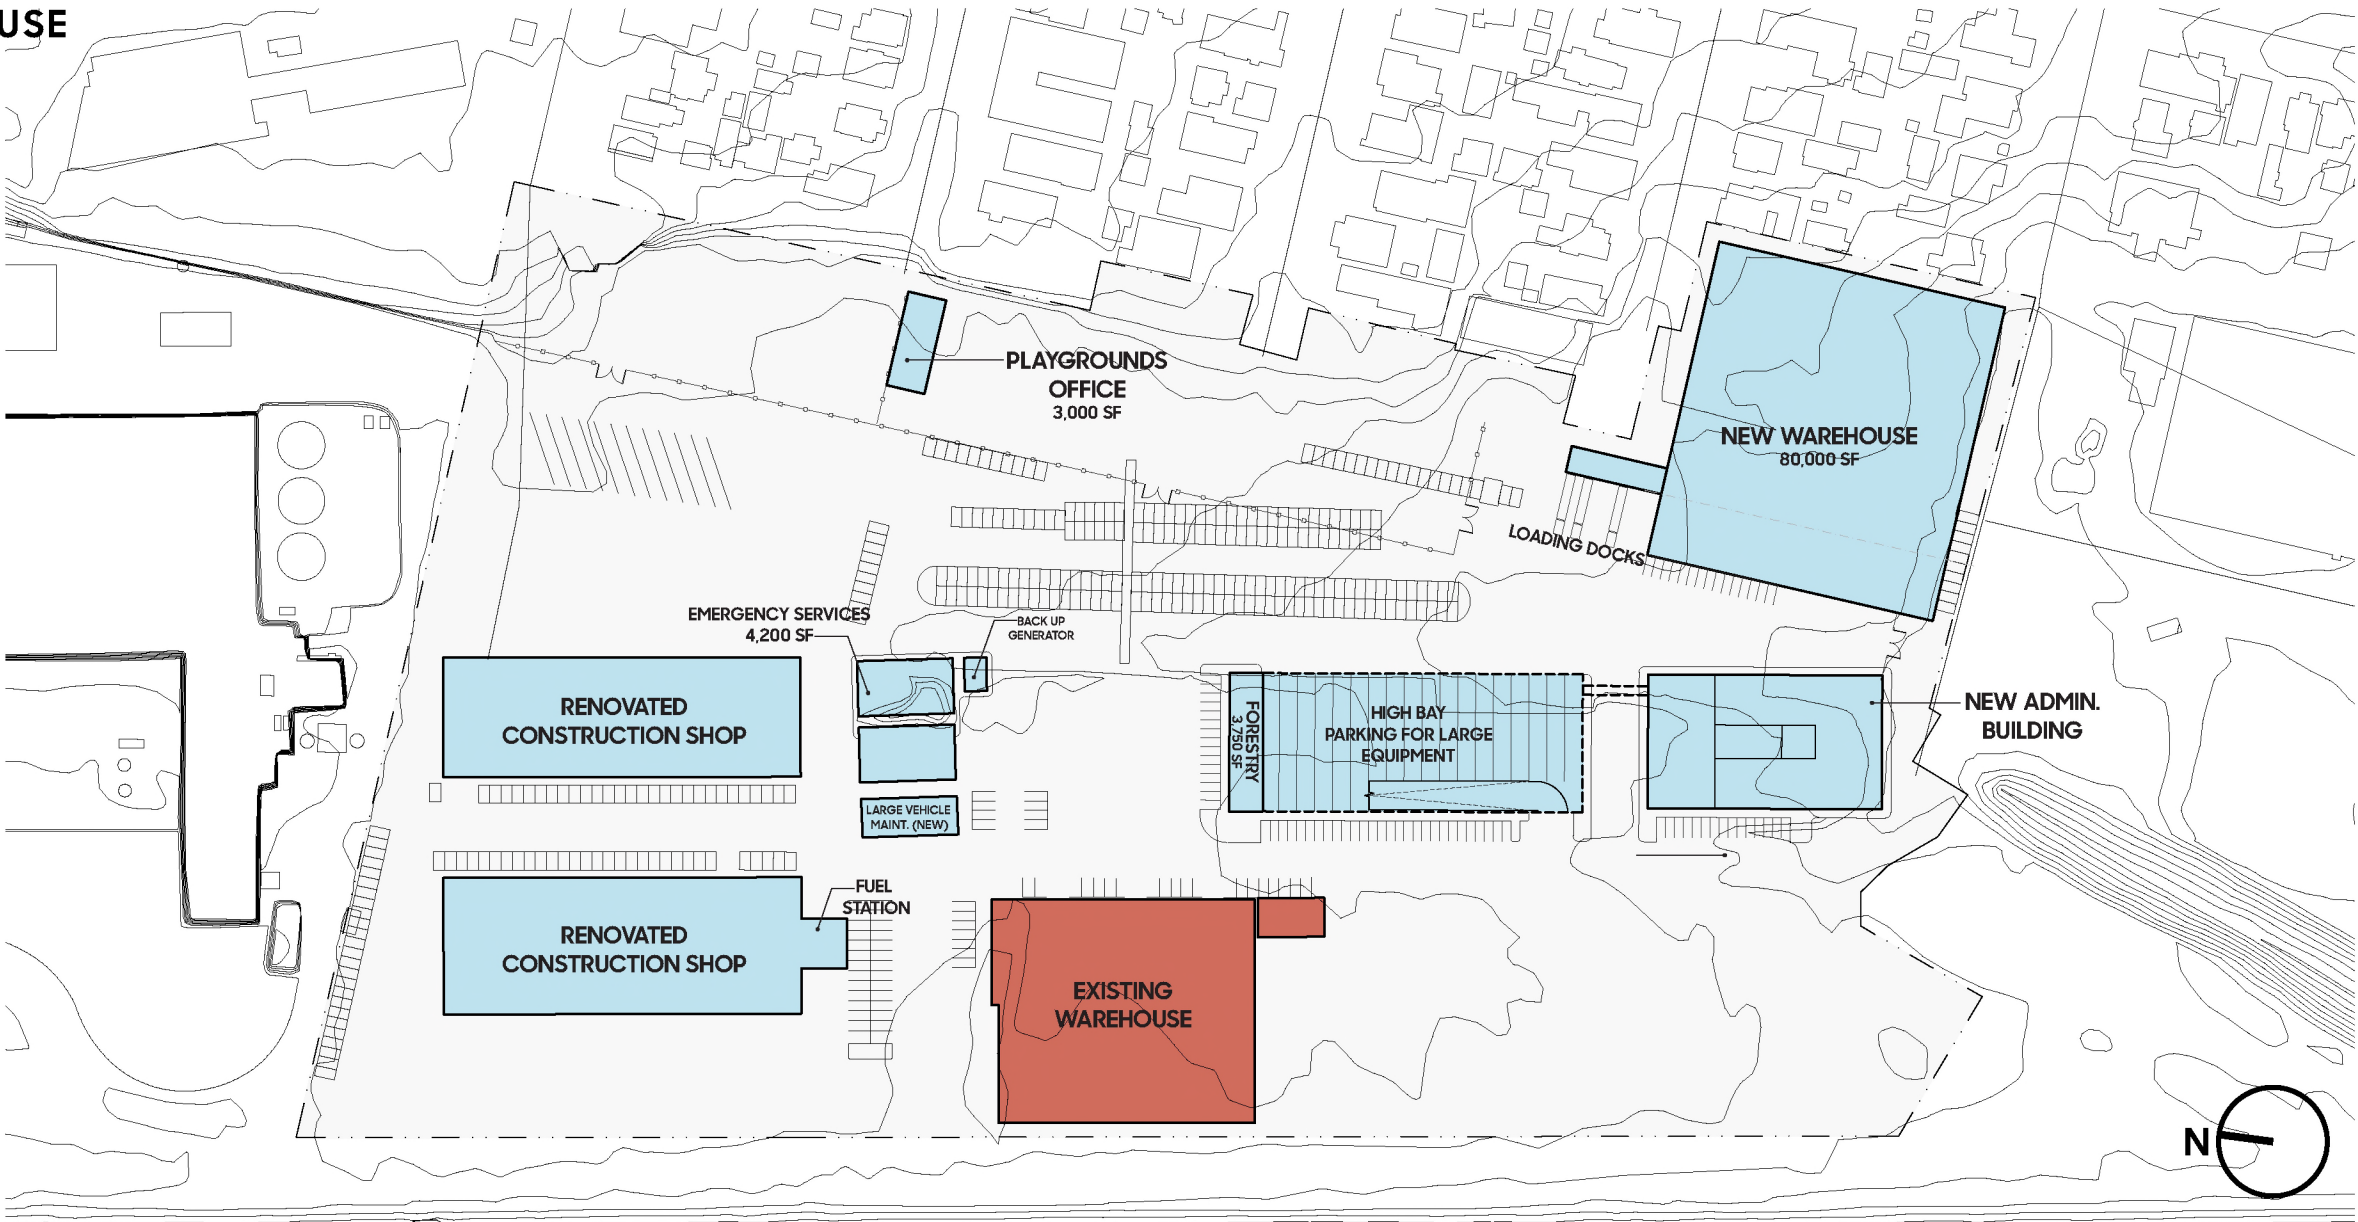 USE
PLAYGROUNDS
OFFICE
3,000 SF
NEW WAREHOUSE
80,000 SF
LOADING DOCKS
EMERGENCY SERVICES
4,200 SF
BACK UP
GENERATOR
RENOVATED
CONSTRUCTION SHOP
FORESTRY
3,750 SF
HIGH BAY
PARKING FOR LARGE
EQUIPMENT
NEW ADMIN.
BUILDING
LARGE VEHICLE
MAINT. (NEW)
FUEL
STATION
RENOVATED
CONSTRUCTION SHOP
EXISTING
WAREHOUSE
N